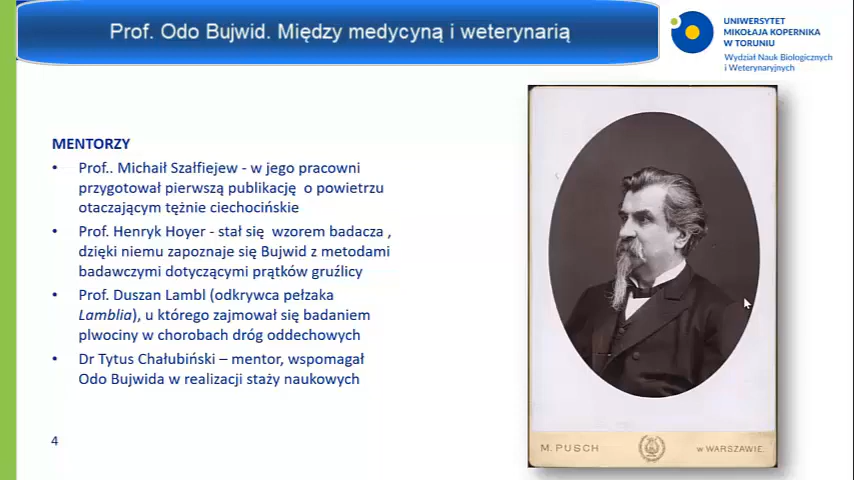 Prof. Odo Bujwid. Między medycyną i weterynarią
UNIWERSYTET
MIKOŁAJA KOPERNIKA
W TORUNIU
Wydział Nauk Biologicznych
i Weterynaryjnych
MENTORZY
• Prof.. Michaił Szałfiejew - w jego pracowni
przygotował pierwszą publikację o powietrzu
otaczającym tężnie ciechocińskie
• Prof. Henryk Hoyer - stał się wzorem badacza ,
dzięki niemu zapoznaje się Bujwid z metodami
badawczymi dotyczącymi prątków gruźlicy
• Prof. Duszan Lambl (odkrywca pełzaka
Lamblia), u którego zajmował się badaniem
plwociny w chorobach dróg oddechowych
• Dr Tytus Chałubiński – mentor, wspomagał
Odo Bujwida w realizacji staży naukowych
4
M. PUSCH
w WARSZAWIE.